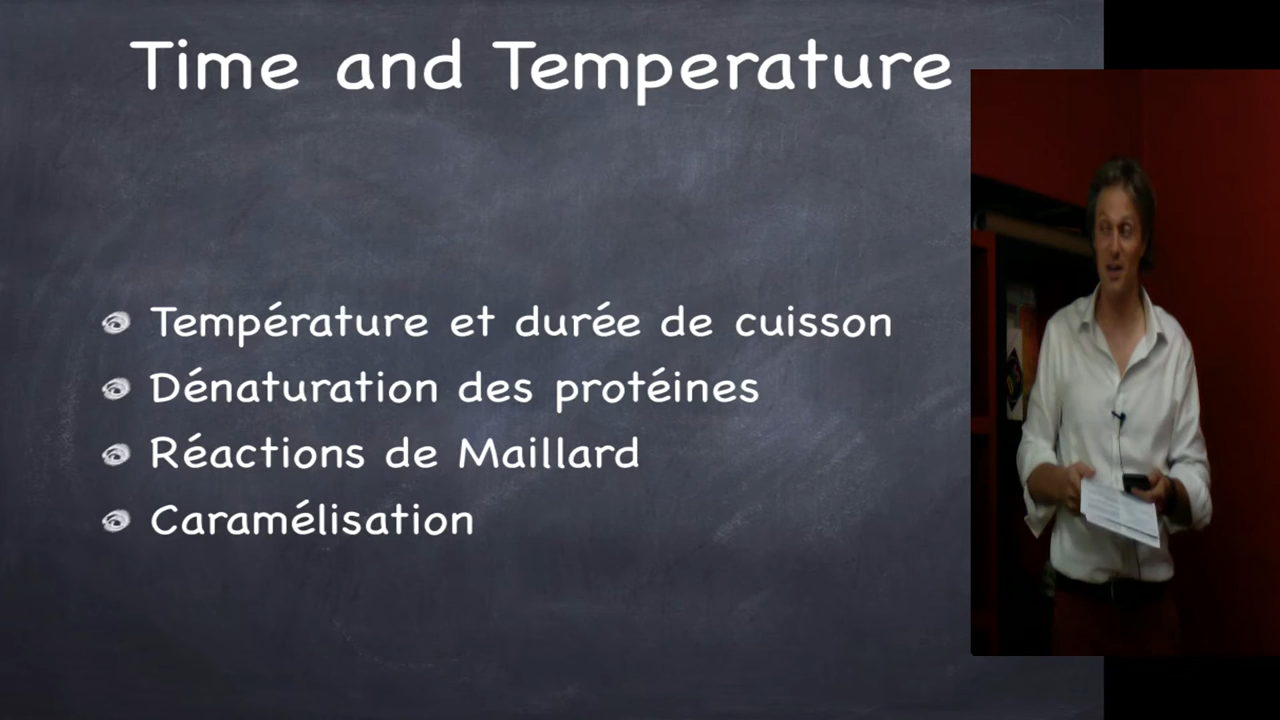 Time and Temperature
Température et durée de cuisson
Dénaturation des protéines
Réactions de Maillard
Caramélisation